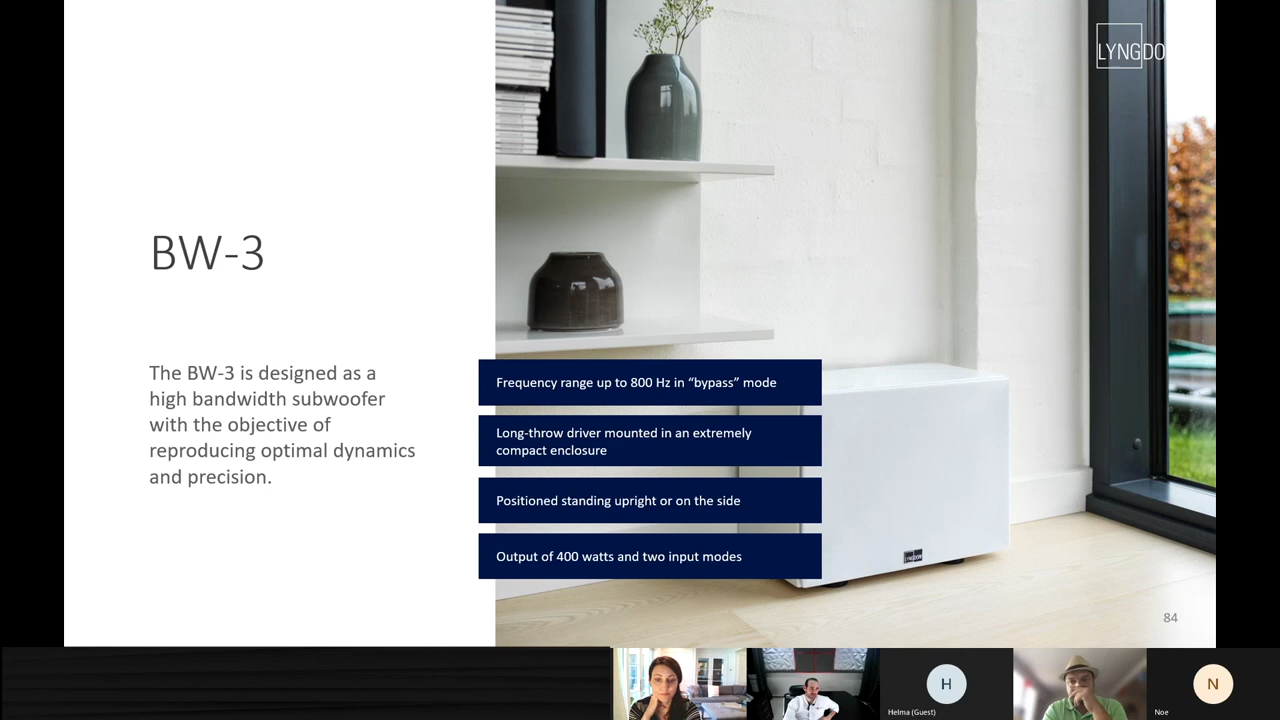 LYNGDO
BW-3
The BW-3 is designed as a
high bandwidth subwoofer
with the objective of
reproducing optimal dynamics
and precision.
Frequency range up to 800 Hz in “bypass” mode
Long-throw driver mounted in an extremely
compact enclosure
Positioned standing upright or on the side
Output of 400 watts and two input modes
LYNGDORF
84
H
Helma (Guest)
N
Noe